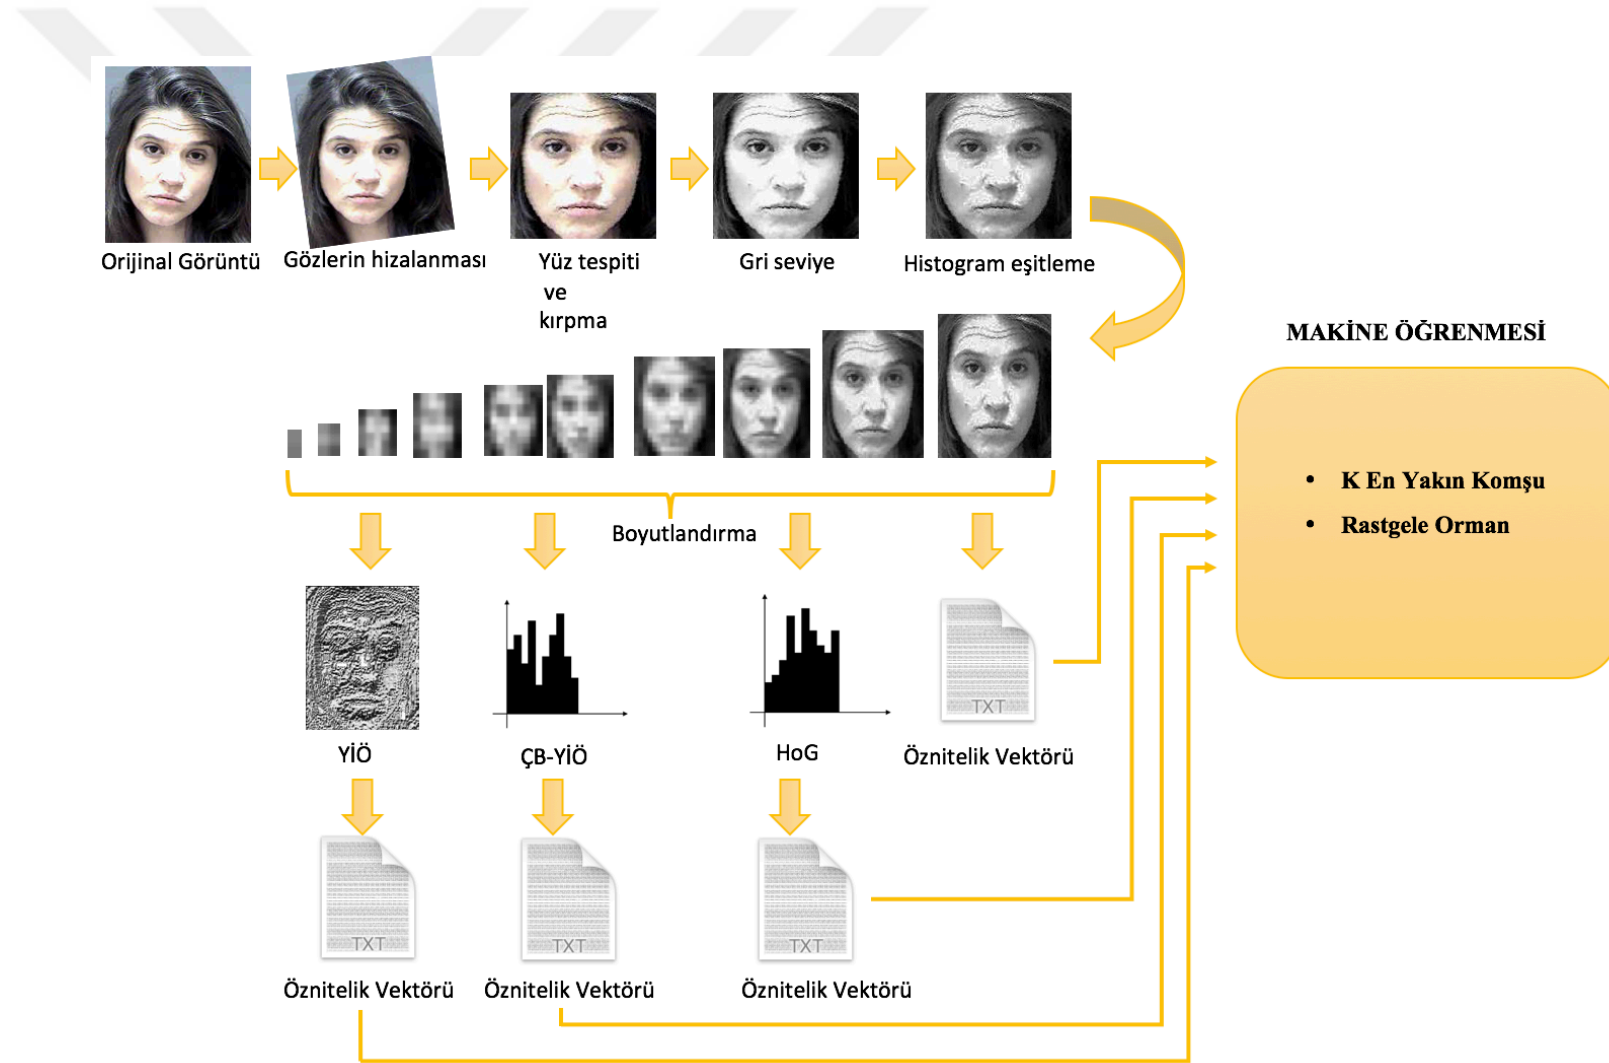 Orijinal Görüntü
Gözlerin hizalanması
Yüz tespiti
ve
kırpma
Gri seviye
Histogram eşitleme
MAKİNE ÖĞRENMESİ
• K En Yakın Komşu
• Rastgele Orman
Boyutlandırma
YİÖ
ÇB-YİÖ
HoG
TXT
Öznitelik Vektörü
TXT
TXT
TXT
Öznitelik Vektörü
Öznitelik Vektörü
Öznitelik Vektörü